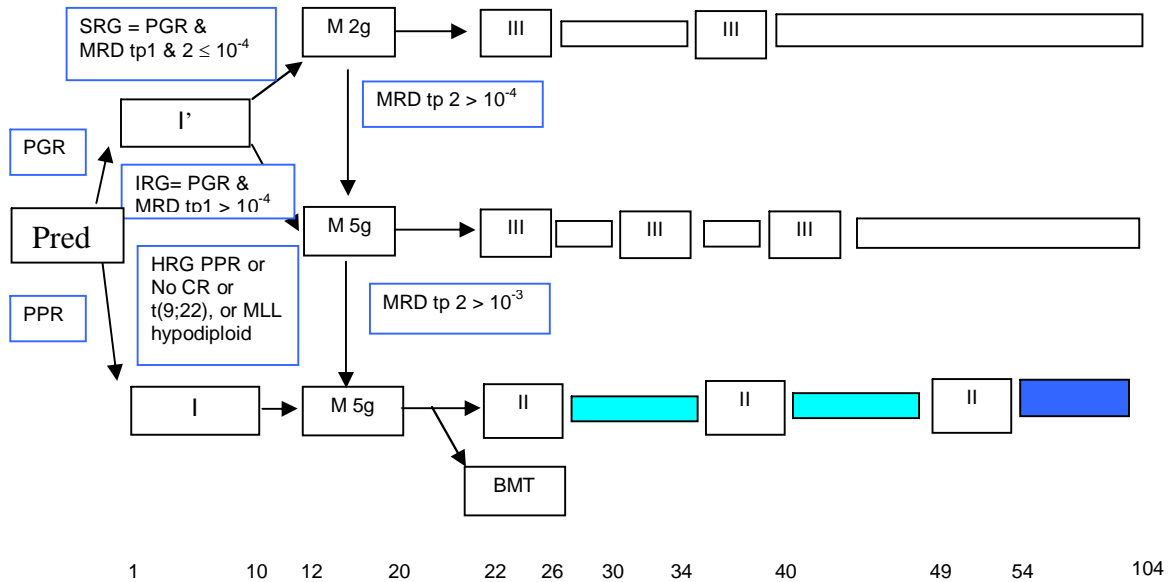 SRG = PGR &
MRD tp1 & 2 ≤ 10⁻⁴
M 2g
III
III
MRD tp 2 > 10⁻⁴
I’
PGR
IRG= PGR &
MRD tp1 > 10⁻⁴
Pred
M 5g
III
III
III
HRG PPR or
No CR or
t(9;22), or MLL
hypodiploid
MRD tp 2 > 10⁻³
PPR
I
M 5g
II
II
II
BMT
1 10 12 20 22 26 30 34 40 49 54 104